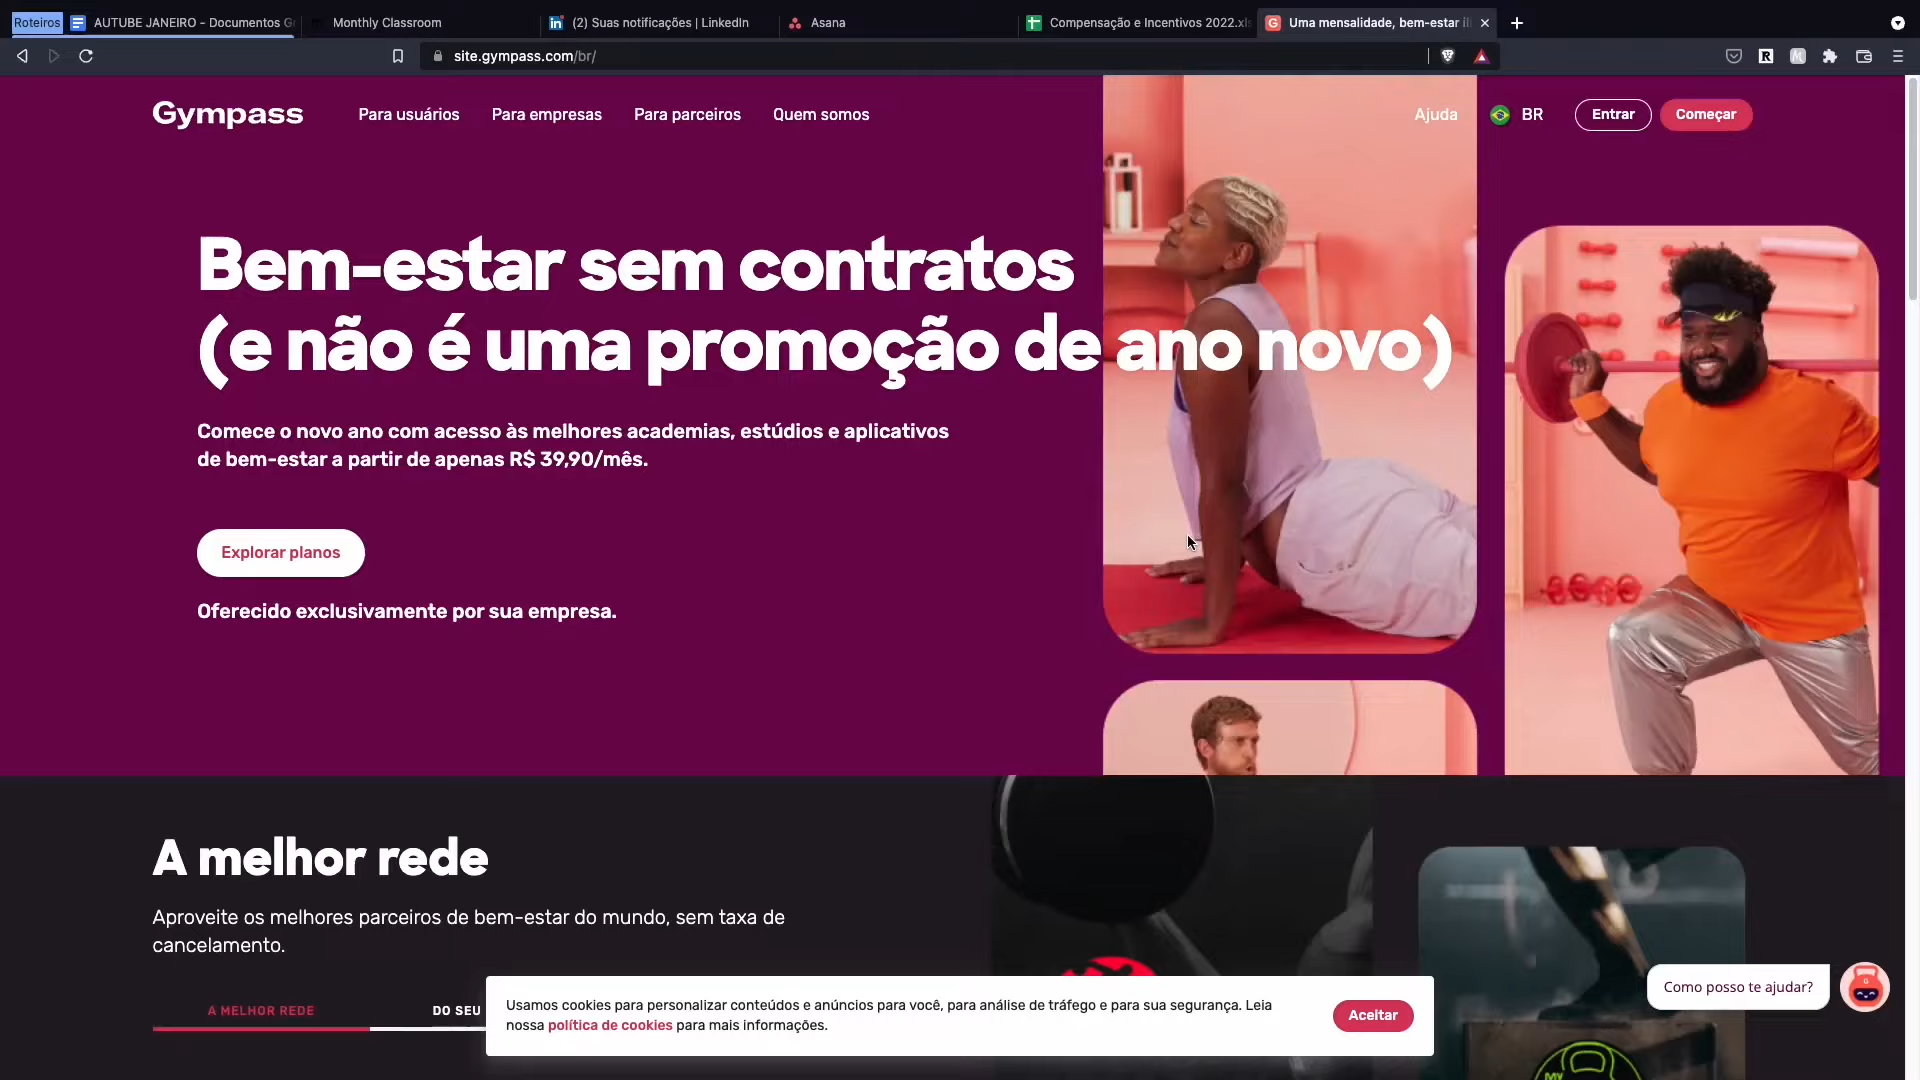 Roteiros
AUTUBE JANEIRO - Documentos G
Monthly Classroom
(2) Suas notificações | LinkedIn
Asana
Compensação e Incentivos 2022.xls
Uma mensalidade, bem-estar il
site.gympass.com/br/
Gympass
Para usuários
Para empresas
Para parceiros
Quem somos
Ajuda
BR
Entrar
Começar
Bem-estar sem contratos
(e não é uma promoção de ano novo)
Comece o novo ano com acesso às melhores academias, estúdios e aplicativos
de bem-estar a partir de apenas R$ 39,90/mês.
Explorar planos
Oferecido exclusivamente por sua empresa.
A melhor rede
Aproveite os melhores parceiros de bem-estar do mundo, sem taxa de
cancelamento.
A MELHOR REDE
DO SEU
Usamos cookies para personalizar conteúdos e anúncios para você, para análise de tráfego e para sua segurança. Leia
nossa política de cookies para mais informações.
Aceitar
Como posso te ajudar?
MY